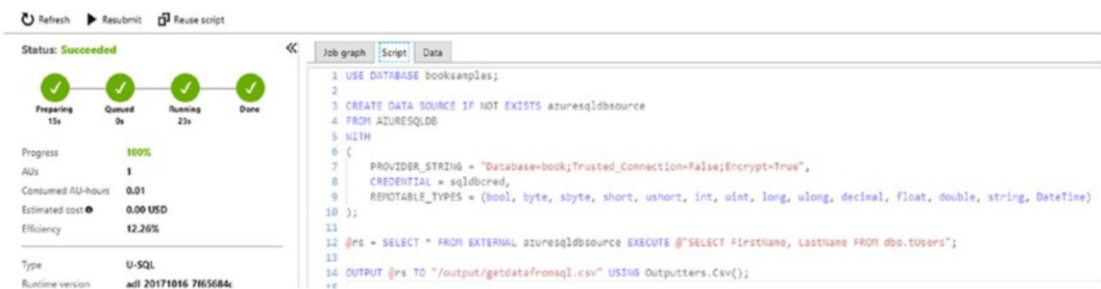 Refresh Resubmit Reuse script
Status: Succeeded
Preparing Queued Running Done
15s 0s 23s
Progress 100%
AUs 1
Consumed AU-hours 0.01
Estimated cost 0.00 USD
Efficiency 12.26%
Type U-SQL
Runtime version adl 20171016 7f65684c
Job graph Script Data
1 USE DATABASE booksamples;
2
3 CREATE DATA SOURCE IF NOT EXISTS azuresqldbsource
4 FROM AZURESQLDB
5 WITH
6 (
7 PROVIDER_STRING = "Database=book;Trusted_Connection=False;Encrypt=True",
8 CREDENTIAL = sqldbcred,
9 REMOTABLE_TYPES = (bool, byte, sbyte, short, ushort, int, uint, long, ulong, decimal, float, double, string, DateTime)
10 );
11
12 @rs = SELECT * FROM EXTERNAL azuresqldbsource EXECUTE @"SELECT FirstName, LastName FROM dbo.tUsers";
13
14 OUTPUT @rs TO "/output/getdatafromsql.csv" USING Outputters.Csv();
15